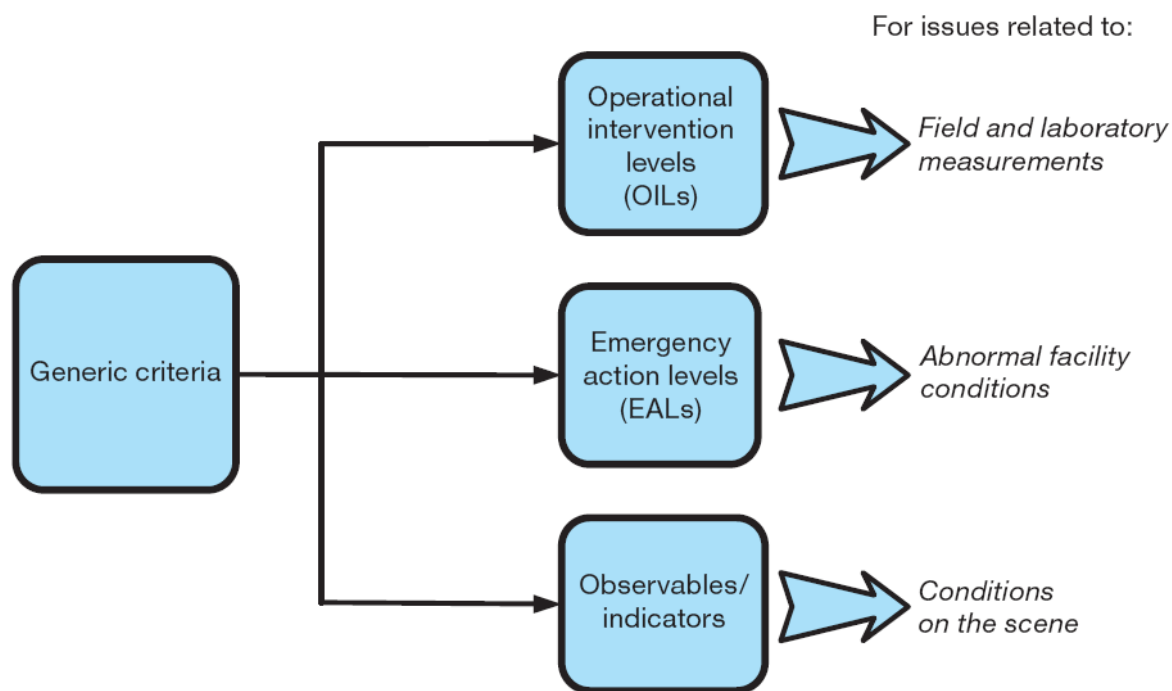 For issues related to:
Operational
intervention
levels
(OILs)
Field and laboratory
measurements
Generic criteria
Emergency
action levels
(EALs)
Abnormal facility
conditions
Observables/
indicators
Conditions
on the scene